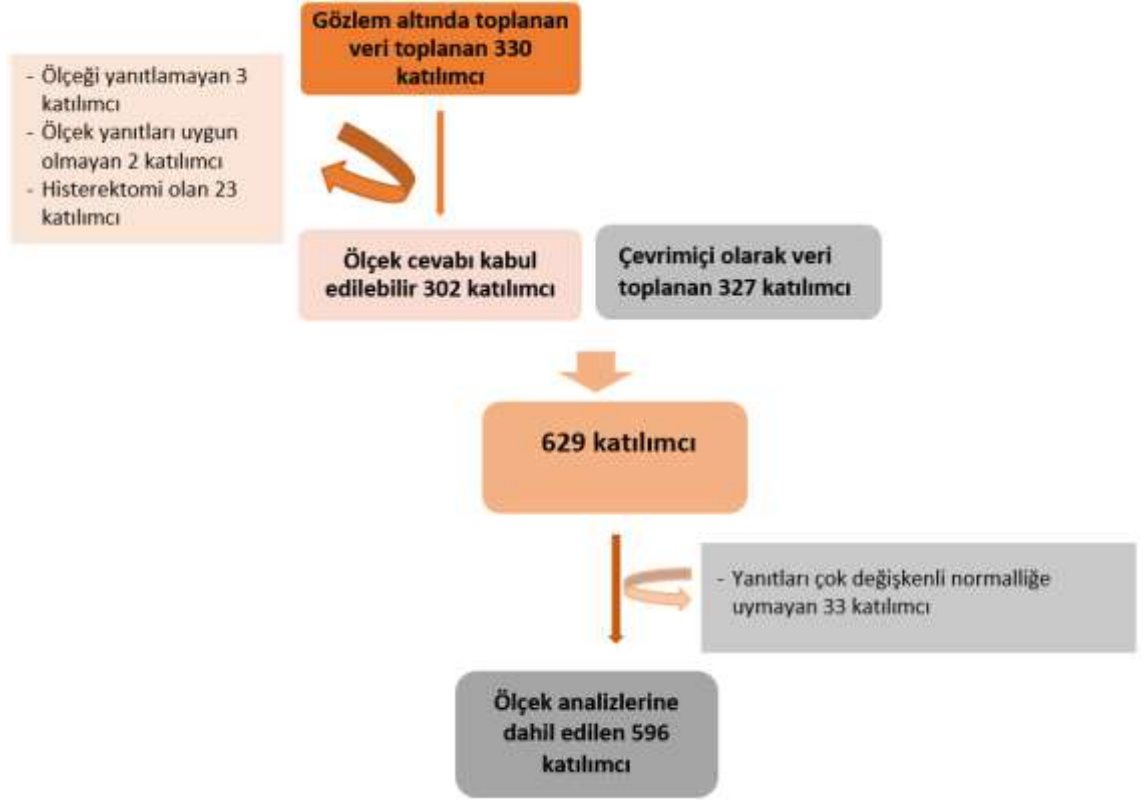 Gözlem altında toplanan
veri toplanan 330
katılımcı
- Ölçeği yanıtlamayan 3
katılımcı
- Ölçek yanıtları uygun
olmayan 2 katılımcı
- Histerektomi olan 23
katılımcı
Ölçek cevabı kabul
edilebilir 302 katılımcı
Çevrimiçi olarak veri
toplanan 327 katılımcı
629 katılımcı
- Yanıtları çok değişkenli normalliğe
uymayan 33 katılımcı
Ölçek analizlerine
dahil edilen 596
katılımcı